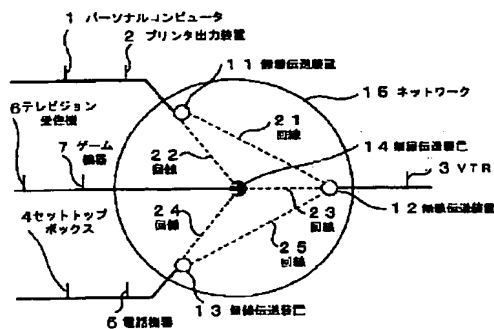 1 パーソナルコンピュータ
2 プリンタ出力装置
11 無線伝送装置
15 ネットワーク
6テレビジョン
受信機
21
回線
7 ゲーム
機器
22
回線
14 無線伝送装置
3 VTR
24
回線
23
回線
12 無線伝送装置
4セットトップ
ボックス
25
回線
5 電話機器
13 無線伝送装置